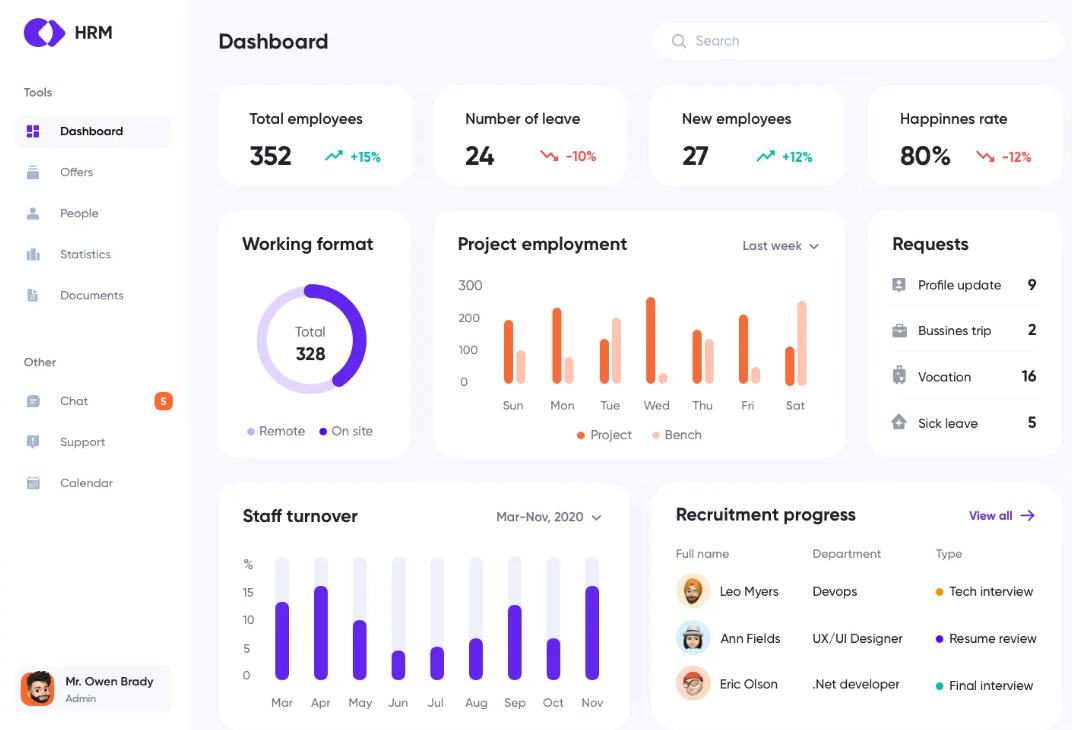 HRM
Tools
Dashboard
Offers
People
Statistics
Documents
Other
Chat 5
Support
Calendar
Mr. Owen Brady
Admin
Dashboard
Search
Total employees
352 +15%
Number of leave
24 -10%
New employees
27 +12%
Happinnes rate
80% -12%
Working format
Total
328
Remote On site
Project employment
Last week
300
200
100
0
Sun Mon Tue Wed Thu Fri Sat
Project Bench
Requests
Profile update 9
Bussines trip 2
Vocation 16
Sick leave 5
Staff turnover
Mar-Nov, 2020
%
15
10
5
0
Mar Apr May Jun Jul Aug Sep Oct Nov
Recruitment progress
View all
Full name Department Type
Leo Myers Devops Tech interview
Ann Fields UX/UI Designer Resume review
Eric Olson .Net developer Final interview